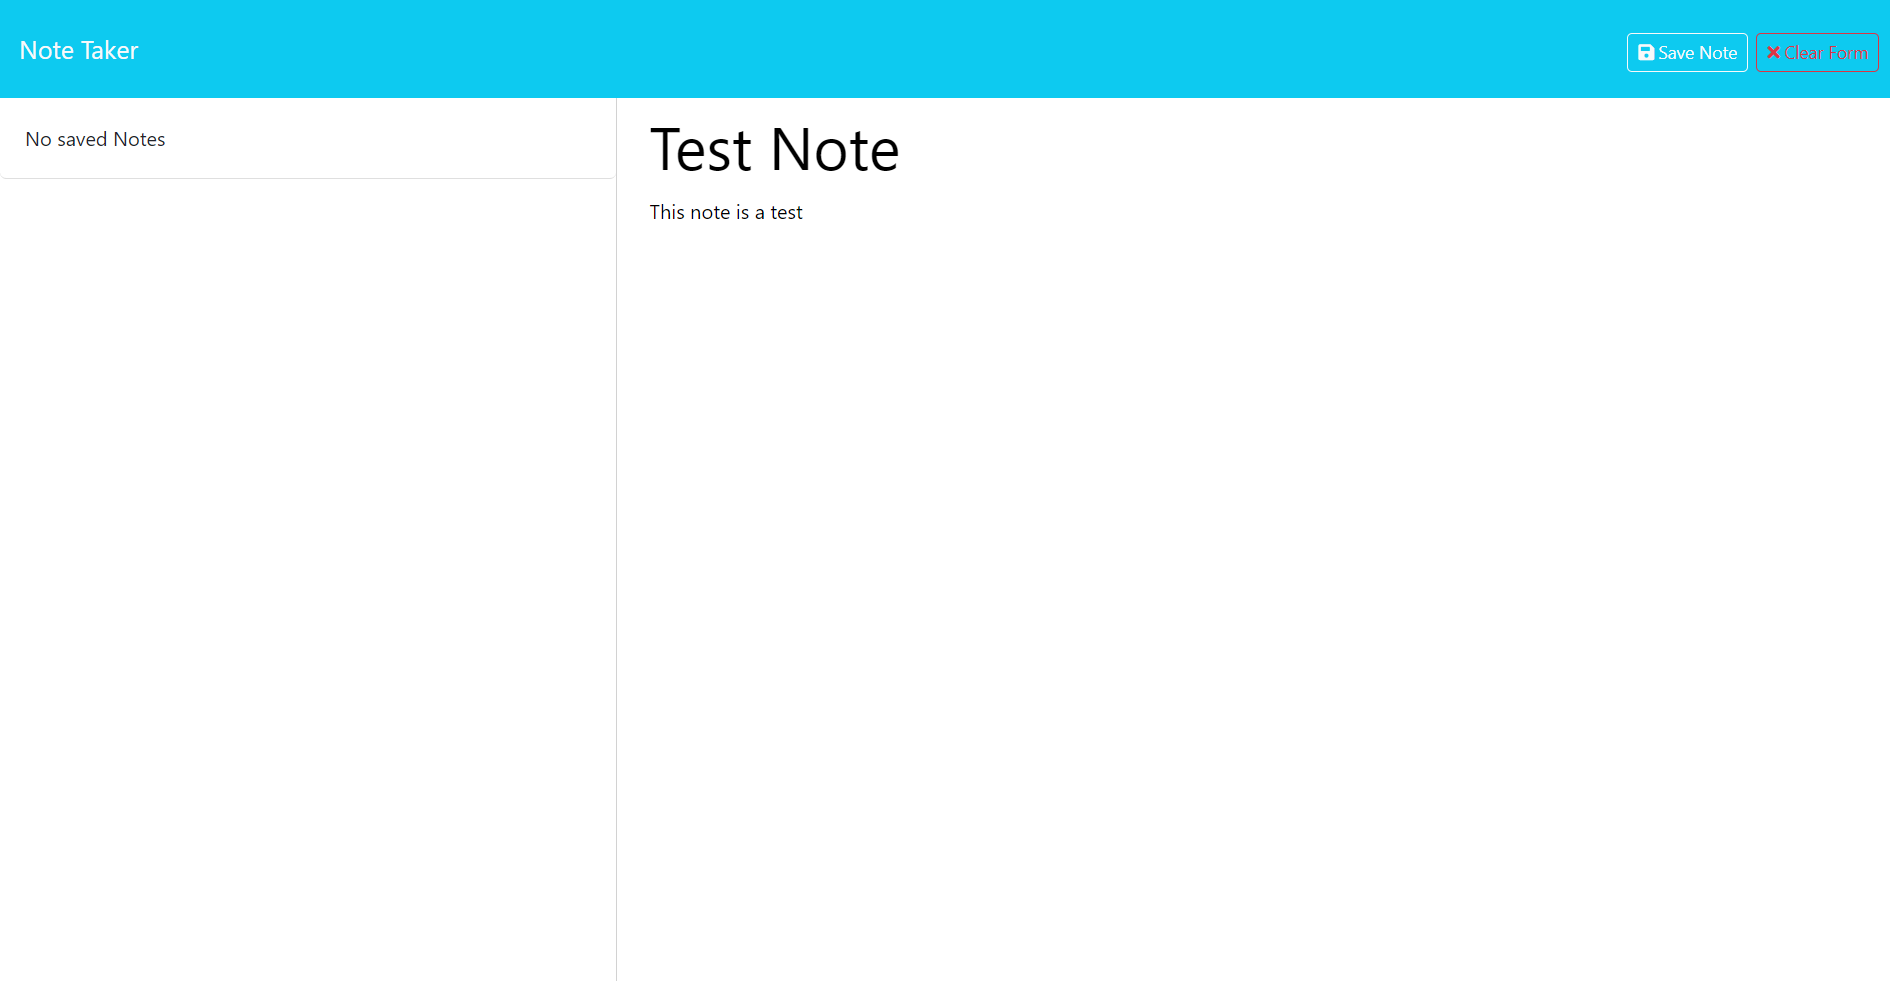 Note Taker
Save Note
Clear Form
No saved Notes
Test Note
This note is a test